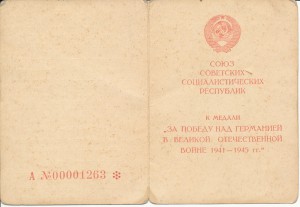 СОЮЗ
СОВЕТСКИХ
СОЦИАЛИСТИЧЕСКИХ
РЕСПУБЛИК
К МЕДАЛИ
„ЗА ПОБЕДУ НАД ГЕРМАНИЕЙ
В ВЕЛИКОЙ ОТЕЧЕСТВЕННОЙ
ВОЙНЕ 1941—1945 гг."
А №00001263 ✻